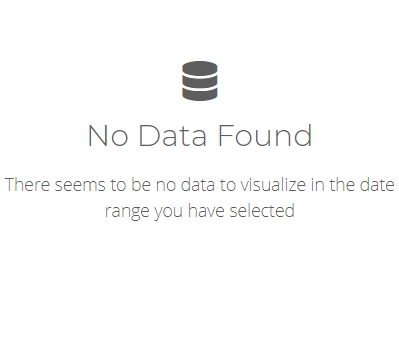 No Data Found
There seems to be no data to visualize in the date
range you have selected